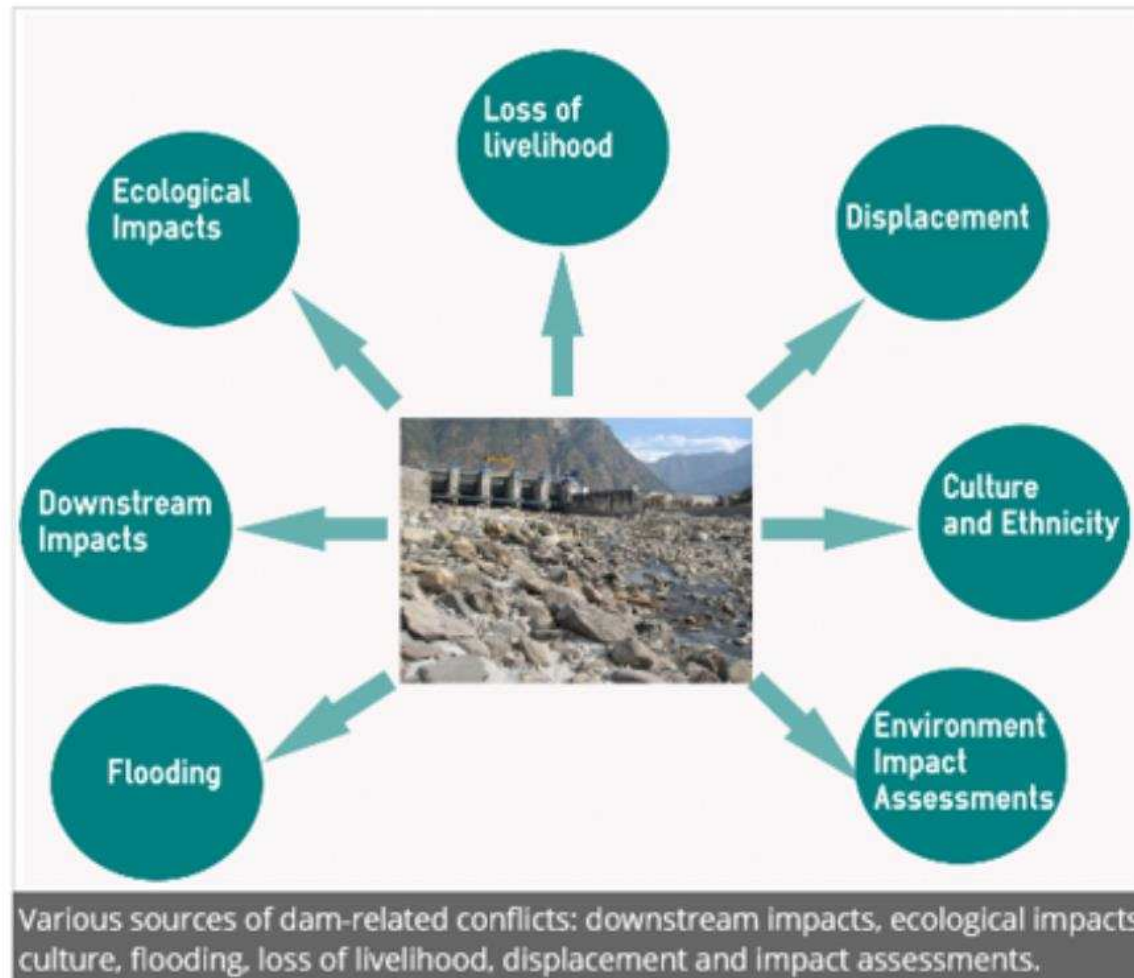 Loss of
livelihood
Ecological
Impacts
Displacement
Downstream
Impacts
Culture
and Ethnicity
Flooding
Environment
Impact
Assessments
Various sources of dam-related conflicts: downstream impacts, ecological impacts
culture, flooding, loss of livelihood, displacement and impact assessments.